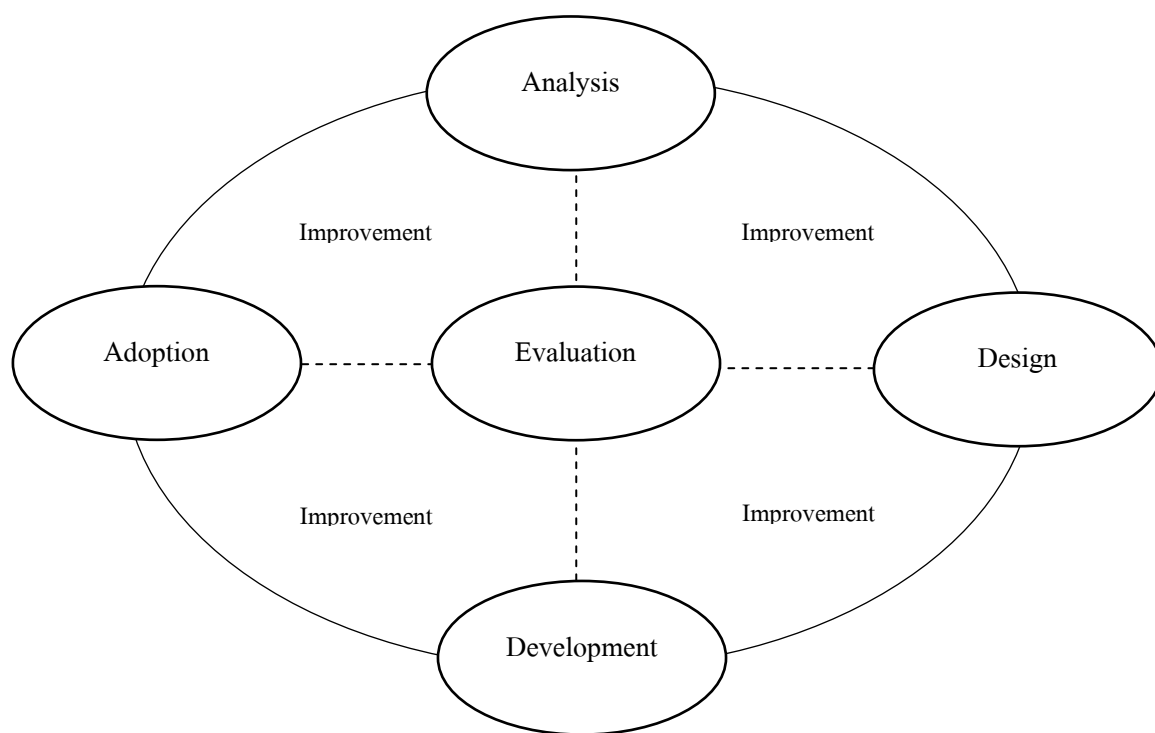 Analysis
Improvement
Improvement
Adoption
Evaluation
Design
Improvement
Improvement
Development